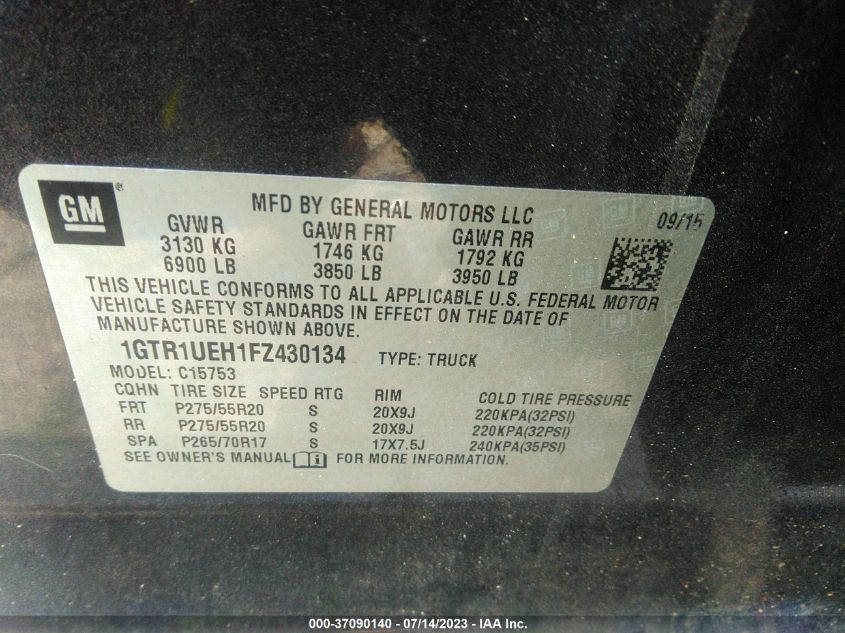 GM
MFD BY GENERAL MOTORS LLC
09/15
GVWR GAWR FRT GAWR RR
3130 KG 1746 KG 1792 KG
6900 LB 3850 LB 3950 LB
THIS VEHICLE CONFORMS TO ALL APPLICABLE U.S. FEDERAL MOTOR
VEHICLE SAFETY STANDARDS IN EFFECT ON THE DATE OF
MANUFACTURE SHOWN ABOVE.
1GTR1UEH1FZ430134 TYPE: TRUCK
MODEL: C15753
CQHN TIRE SIZE SPEED RTG RIM COLD TIRE PRESSURE
FRT P275/55R20 S 20X9J 220KPA(32PSI)
RR P275/55R20 S 20X9J 220KPA(32PSI)
SPA P265/70R17 S 17X7.5J 240KPA(35PSI)
SEE OWNER'S MANUAL FOR MORE INFORMATION.
000-37090140 - 07/14/2023 - IAA Inc.